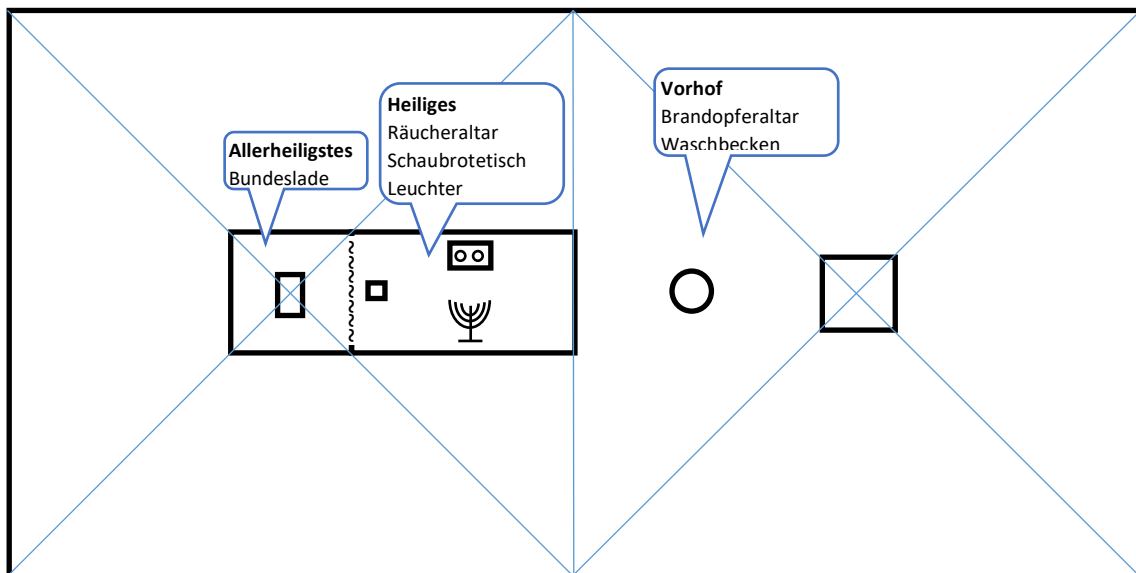 Allerheiligstes
Bundeslade
Heiliges
Räucheraltar
Schaubrotetisch
Leuchter
Vorhof
Brandopferaltar
Waschbecken